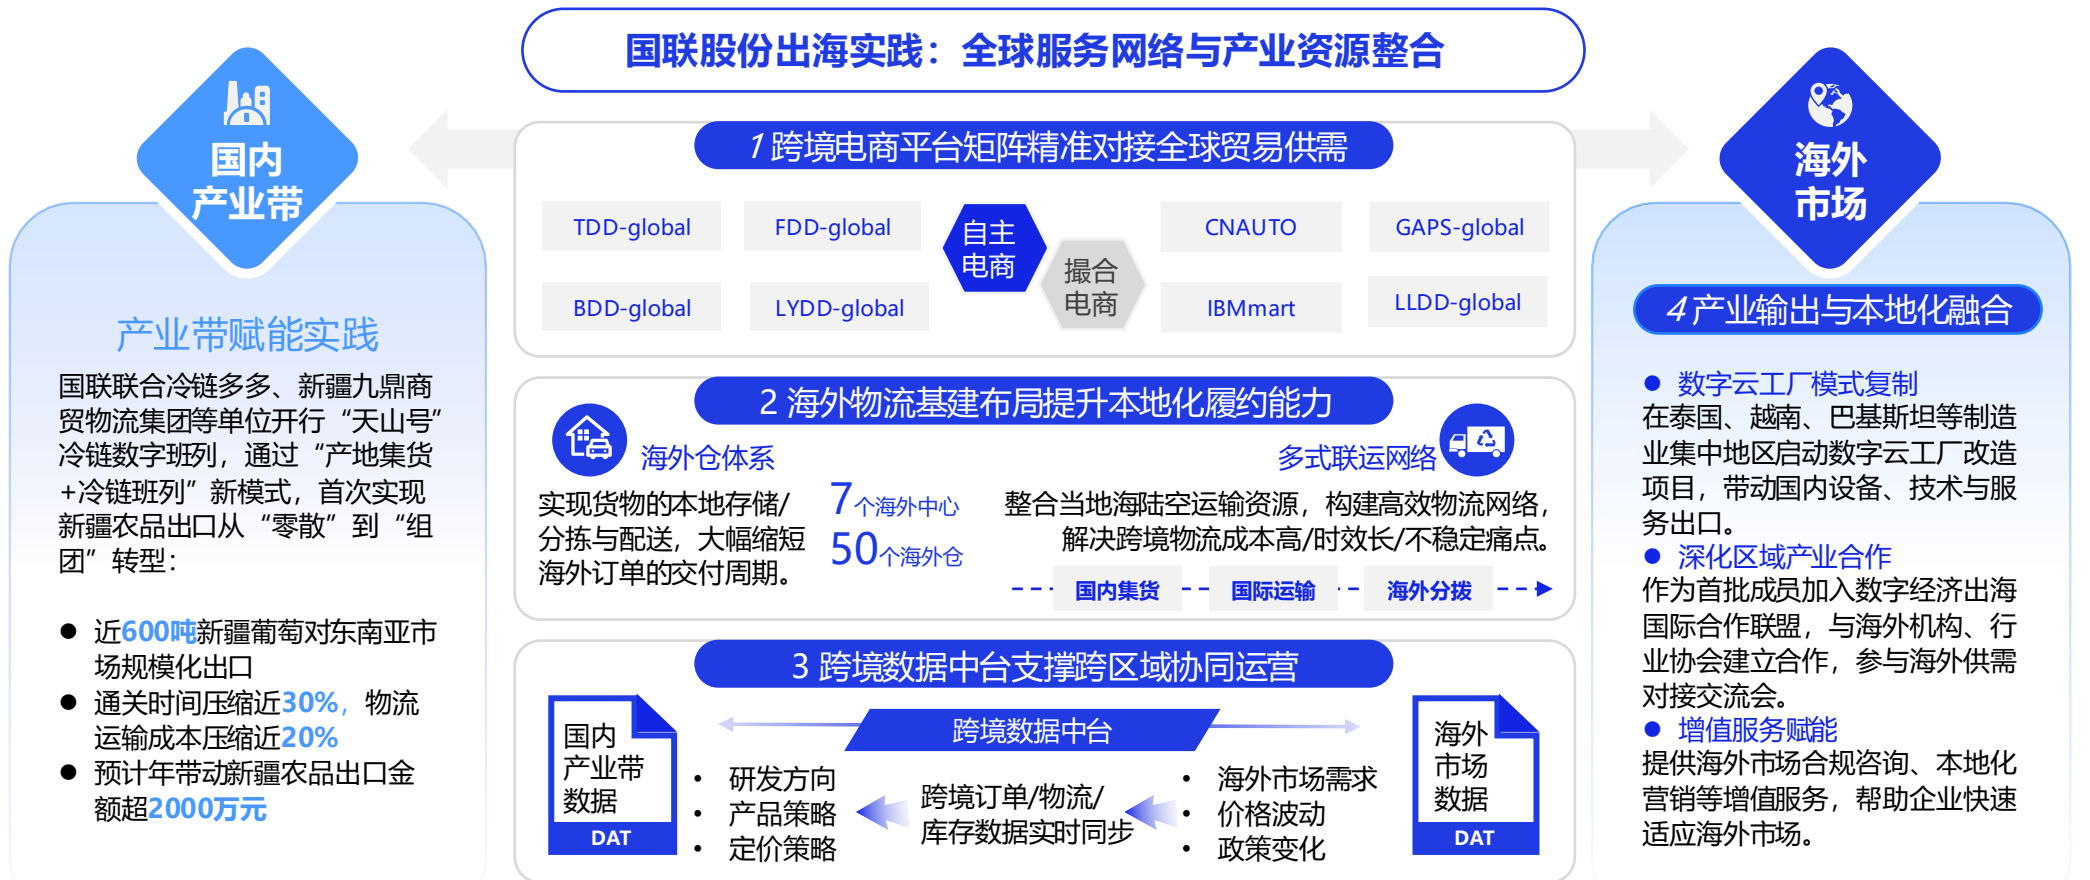 国联股份出海实践：全球服务网络与产业资源整合
国内
产业带
产业带赋能实践
国联联合冷链多多、新疆九鼎商
贸物流集团等单位开行“天山号”
冷链数字班列，通过“产地集货
+冷链班列”新模式，首次实现
新疆农品出口从“零散”到“组
团”转型：
● 近600吨新疆葡萄对东南亚市
场规模化出口
● 通关时间压缩近30%，物流
运输成本压缩近20%
● 预计年带动新疆农品出口金
额超2000万元
1 跨境电商平台矩阵精准对接全球贸易供需
TDD-global
FDD-global
BDD-global
LYDD-global
自主
电商
撮合
电商
CNAUTO
GAPS-global
IBMmart
LLDD-global
2 海外物流基建布局提升本地化履约能力
海外仓体系
实现货物的本地存储/
分拣与配送，大幅缩短
海外订单的交付周期。
7个海外中心
50个海外仓
多式联运网络
整合当地海陆空运输资源，构建高效物流网络，
解决跨境物流成本高/时效长/不稳定痛点。
国内集货
国际运输
海外分拨
3 跨境数据中台支撑跨区域协同运营
国内
产业带
数据
DAT
跨境数据中台
• 研发方向
• 产品策略
• 定价策略
跨境订单/物流/
库存数据实时同步
• 海外市场需求
• 价格波动
• 政策变化
海外
市场
数据
DAT
海外
市场
4 产业输出与本地化融合
● 数字云工厂模式复制
在泰国、越南、巴基斯坦等制造
业集中地区启动数字云工厂改造
项目，带动国内设备、技术与服
务出口。
● 深化区域产业合作
作为首批成员加入数字经济出海
国际合作联盟，与海外机构、行
业协会建立合作，参与海外供需
对接交流会。
● 增值服务赋能
提供海外市场合规咨询、本地化
营销等增值服务，帮助企业快速
适应海外市场。